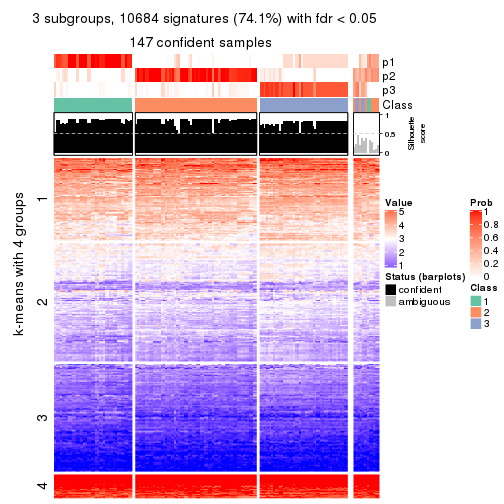 3 subgroups, 10684 signatures (74.1%) with fdr < 0.05
147 confident samples
p1
p2
p3
Class
1
0.5
0
Silhouette
score
k-means with 4 groups
1
2
3
4
Value
5
4
3
2
1
Status (barplots)
confident
ambiguous
Prob
1
0.8
0.6
0.4
0.2
0
Class
1
2
3